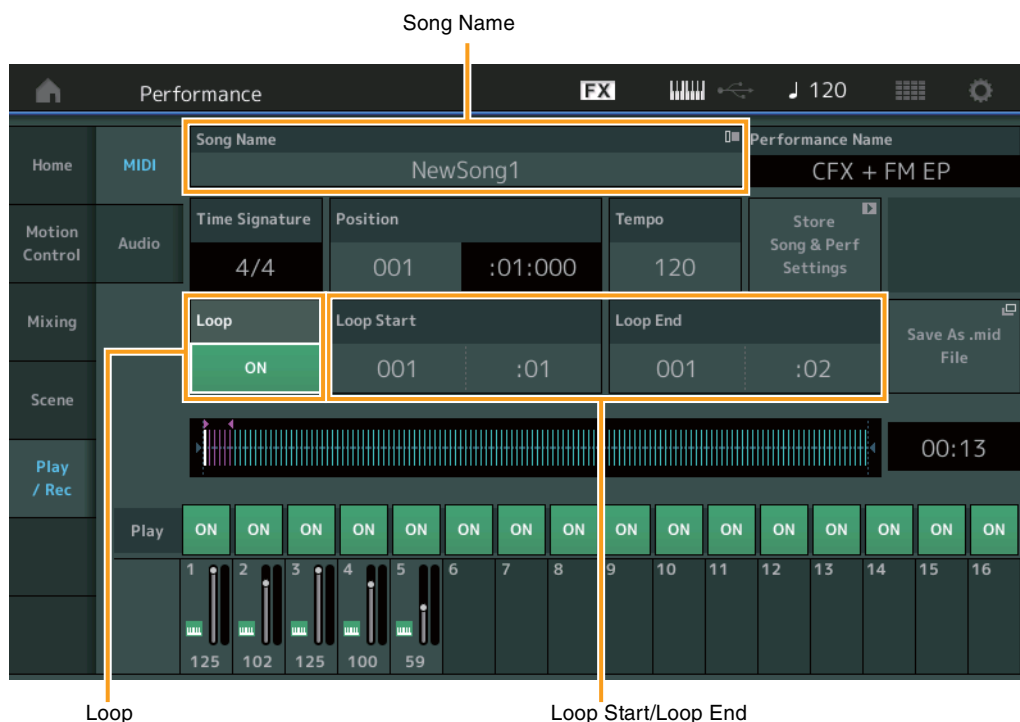 Song Name
Performance
FX
120
Home
MIDI
Song Name
NewSong1
Performance Name
CFX + FM EP
Motion
Control
Audio
Time Signature
4/4
Position
001
:01:000
Tempo
120
Store
Song & Perf
Settings
Mixing
Loop
ON
Loop Start
001
:01
Loop End
001
:02
Save As .mid
File
Scene
Play
/ Rec
00:13
Play
ON ON ON ON ON ON ON ON ON ON ON ON ON ON ON ON
1 2 3 4 5 6 7 8 9 10 11 12 13 14 15 16
125 102 125 100 59
Loop
Loop Start/Loop End